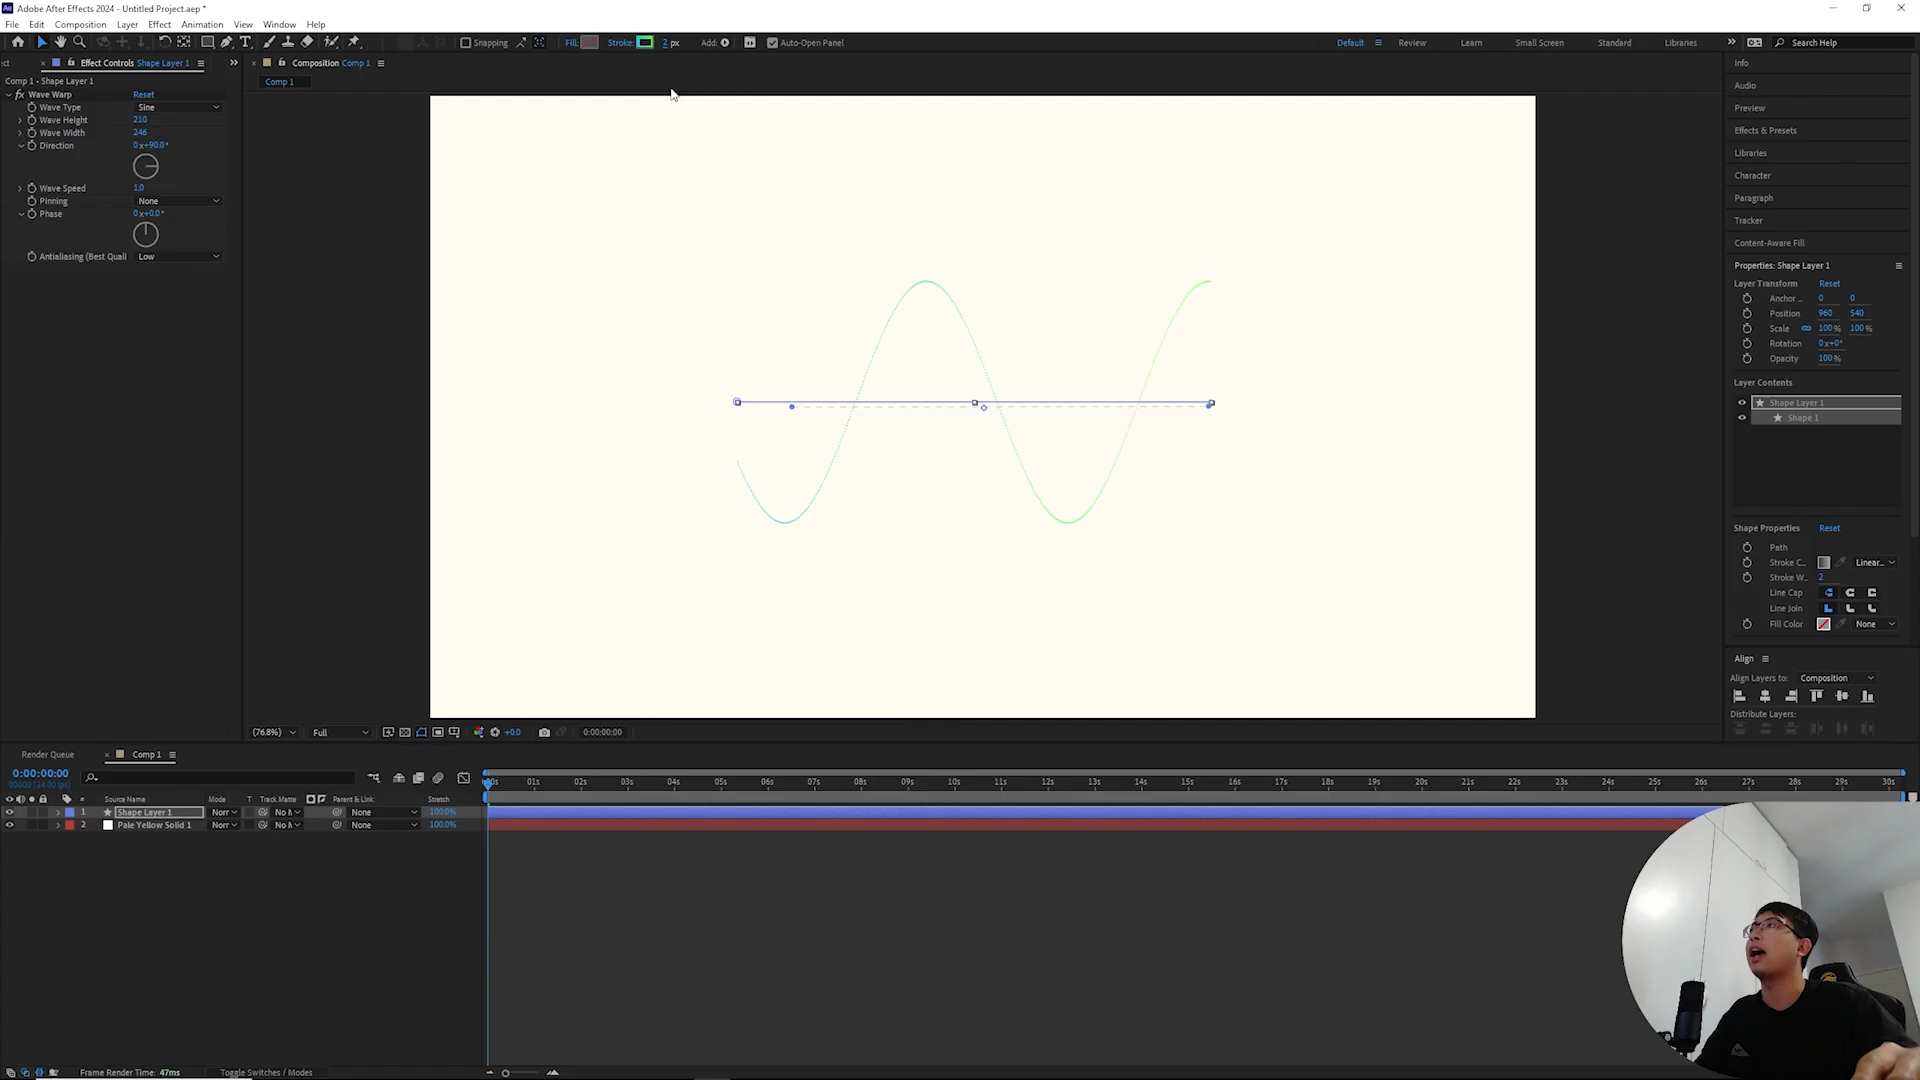 Adobe After Effects 2024 - Untitled Project.aep *
File Edit Composition Layer Effect Animation View Window Help
Snapping Fill: Stroke: 2 px Add: Auto-Open Panel Default Review Learn Small Screen Standard Libraries Search Help
ct Effect Controls Shape Layer 1
Comp 1 • Shape Layer 1
fx Wave Warp Reset
Wave Type Sine
Wave Height 210
Wave Width 246
Direction 0x+90.0°
Wave Speed 1.0
Pinning None
Phase 0x+0.0°
Antialiasing (Best Quali Low
Composition Comp 1
Comp 1
(76.8%) Full +0.0 0:00:00:00
Info
Audio
Preview
Effects & Presets
Libraries
Character
Paragraph
Tracker
Content-Aware Fill
Properties: Shape Layer 1
Layer Transform Reset
Anchor ... 0 0
Position 960 540
Scale 100% 100%
Rotation 0x+0°
Opacity 100%
Layer Contents
Shape Layer 1
Shape 1
Shape Properties Reset
Path
Stroke C... Linear...
Stroke W... 2
Line Cap
Line Join
Fill Color None
Align
Align Layers to: Composition
Distribute Layers:
Render Queue Comp 1
0:00:00:00
00000 (24.00 fps)
# Source Name Mode T Track Matte Parent & Link Stretch
1 Shape Layer 1 Norr No M None 100.0%
2 Pale Yellow Solid 1 Norr No M None 100.0%
00s 01s 02s 03s 04s 05s 06s 07s 08s 09s 10s 11s 12s 13s 14s 15s 16s 17s 18s 19s 20s 21s 22s 23s 24s 25s 26s 27s 28s 29s 30s
Frame Render Time: 47ms Toggle Switches / Modes